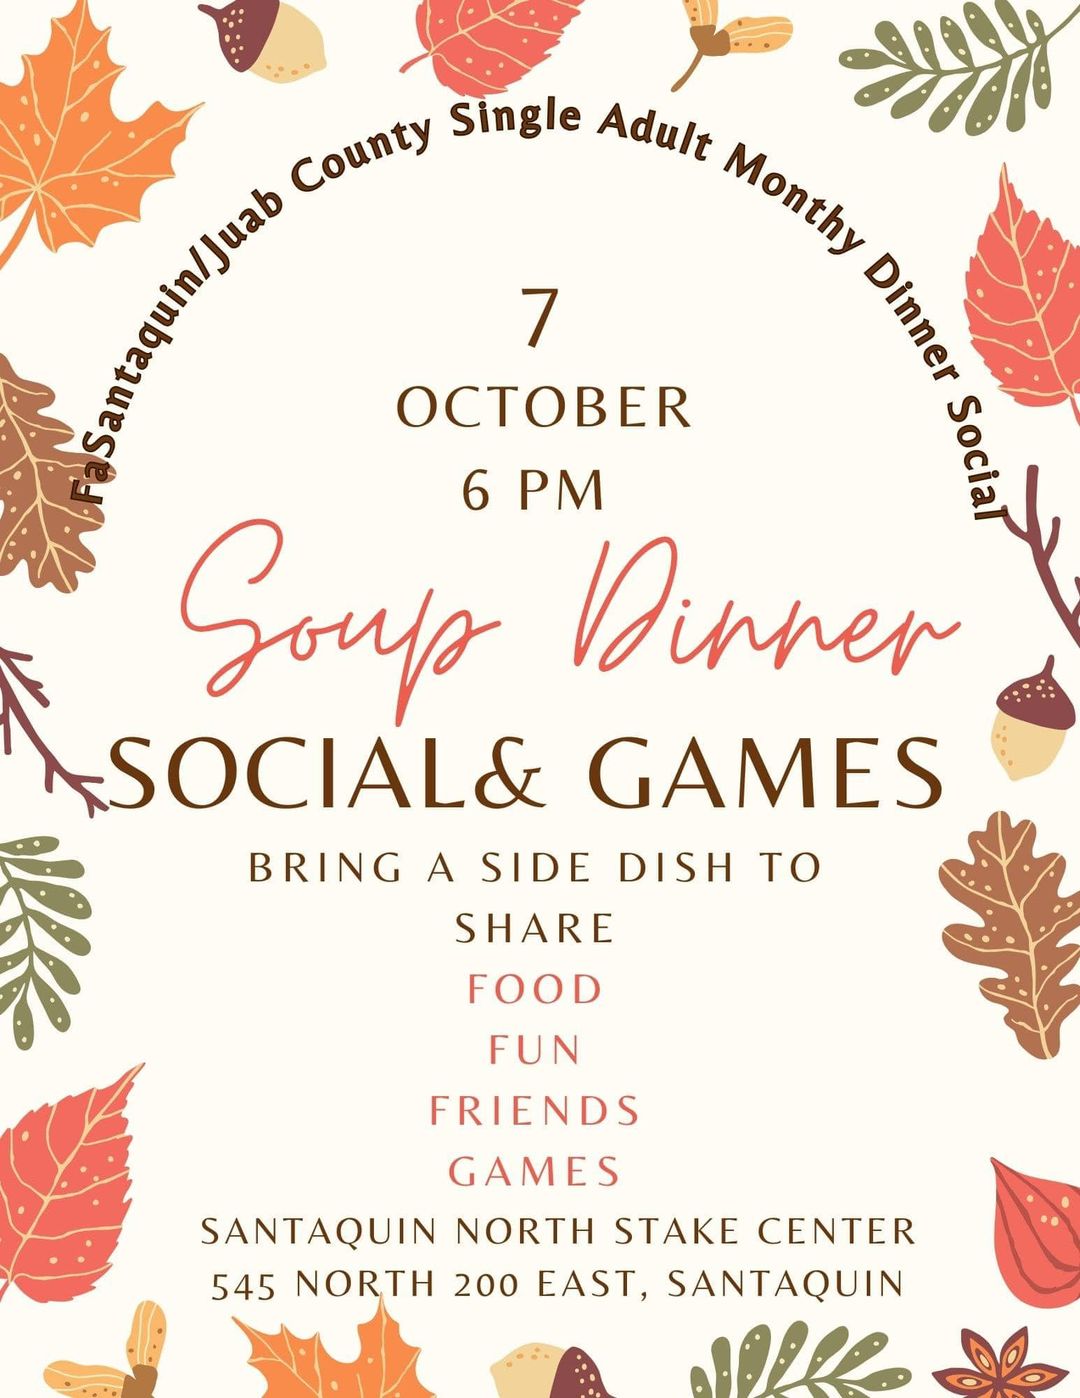 FaSantaquin/Juab County Single Adult Monthy Dinner Social
7
OCTOBER
6 PM
Soup Dinner
SOCIAL& GAMES
BRING A SIDE DISH TO
SHARE
FOOD
FUN
FRIENDS
GAMES
SANTAQUIN NORTH STAKE CENTER
545 NORTH 200 EAST, SANTAQUIN